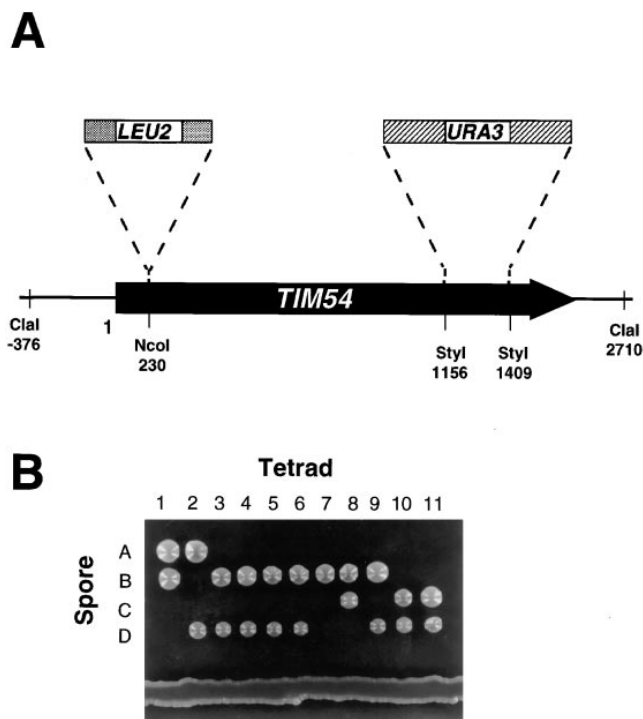 A
LEU2
URA3
TIM54
ClaI
-376
1
NcoI
230
StyI
1156
StyI
1409
ClaI
2710
B
Tetrad
1 2 3 4 5 6 7 8 9 10 11
Spore
A
B
C
D